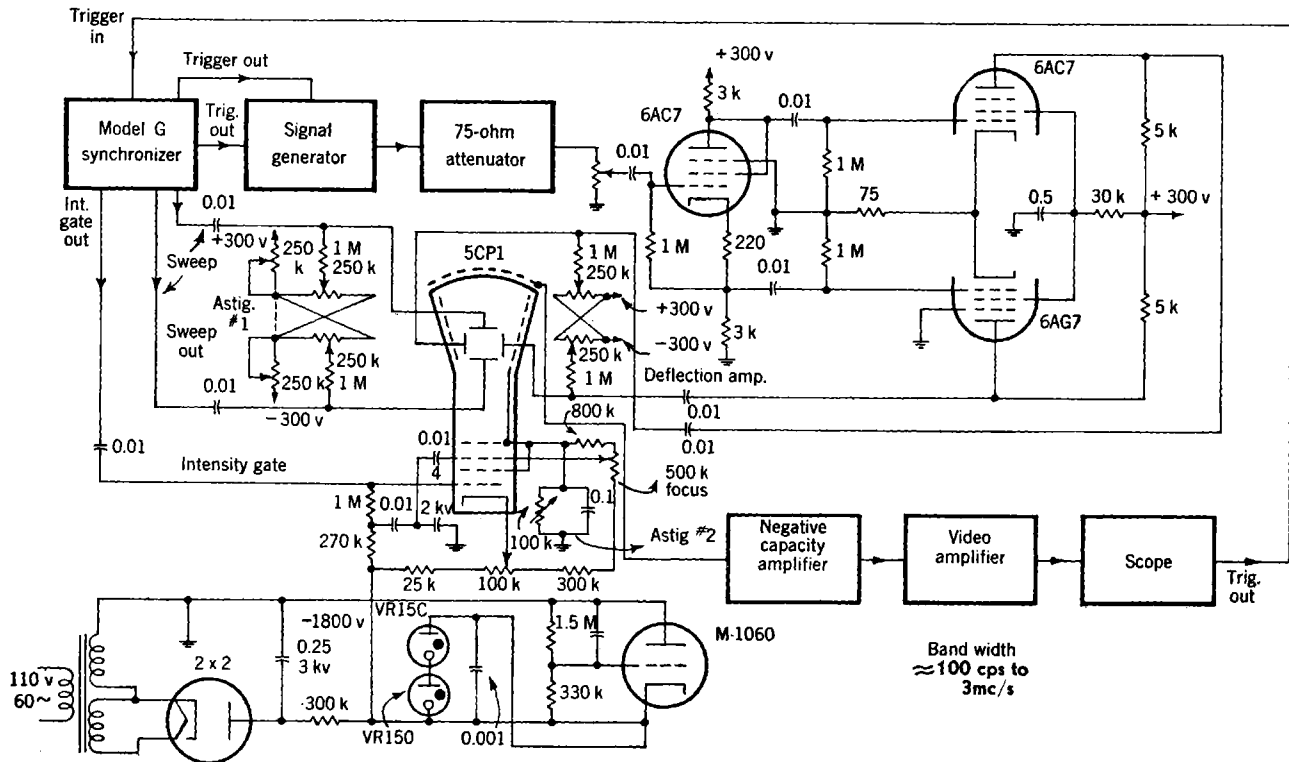 Trigger
in
Trigger out
Model G
synchronizer
Trig.
out
Signal
generator
75-ohm
attenuator
0.01
+300 v
3 k
6AC7
0.01
6AC7
5 k
1 M
75
0.5
30 k
+ 300 v
1 M
220
1 M
0.01
3 k
6AG7
5 k
Int.
gate
out
0.01
+300 v
Sweep
250
k
1 M
250 k
Astig.
#1
Sweep
out
250 k
250 k
1 M
0.01
−300 v
5CP1
1 M
250 k
+300 v
−300 v
250 k
1 M
Deflection amp.
0.01
0.01
800 k
0.01
Intensity gate
0.01
4
500 k
focus
1 M
0.01
2 kv
0.1
100 k
Astig #2
270 k
25 k
100 k
300 k
Negative
capacity
amplifier
Video
amplifier
Scope
Trig.
out
VR15C
−1800 v
0.25
3 kv
1.5 M
M-1060
110 v
60~
2 x 2
300 k
VR150
0.001
330 k
Band width
≈100 cps to
3mc/s